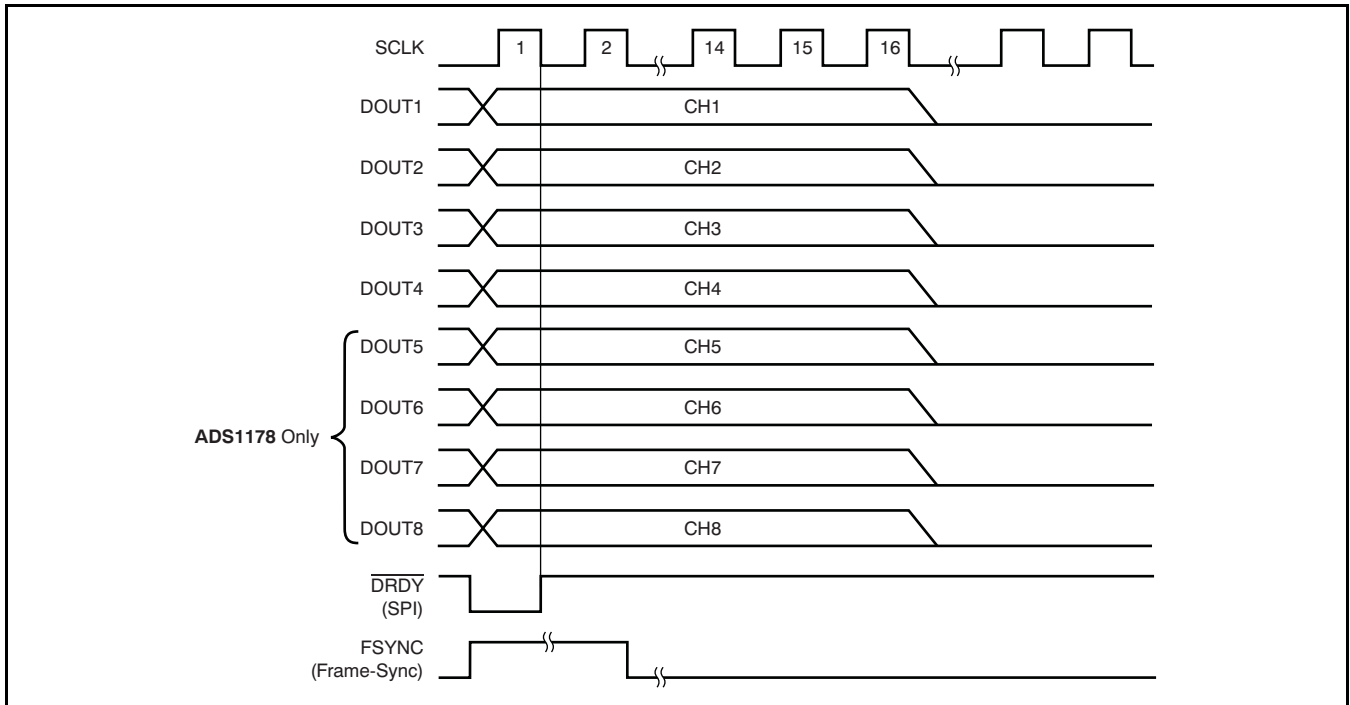 SCLK 1 2 14 15 16
DOUT1 CH1
DOUT2 CH2
DOUT3 CH3
DOUT4 CH4
DOUT5 CH5
DOUT6 CH6
ADS1178 Only
DOUT7 CH7
DOUT8 CH8
DRDY
(SPI)
FSYNC
(Frame-Sync)